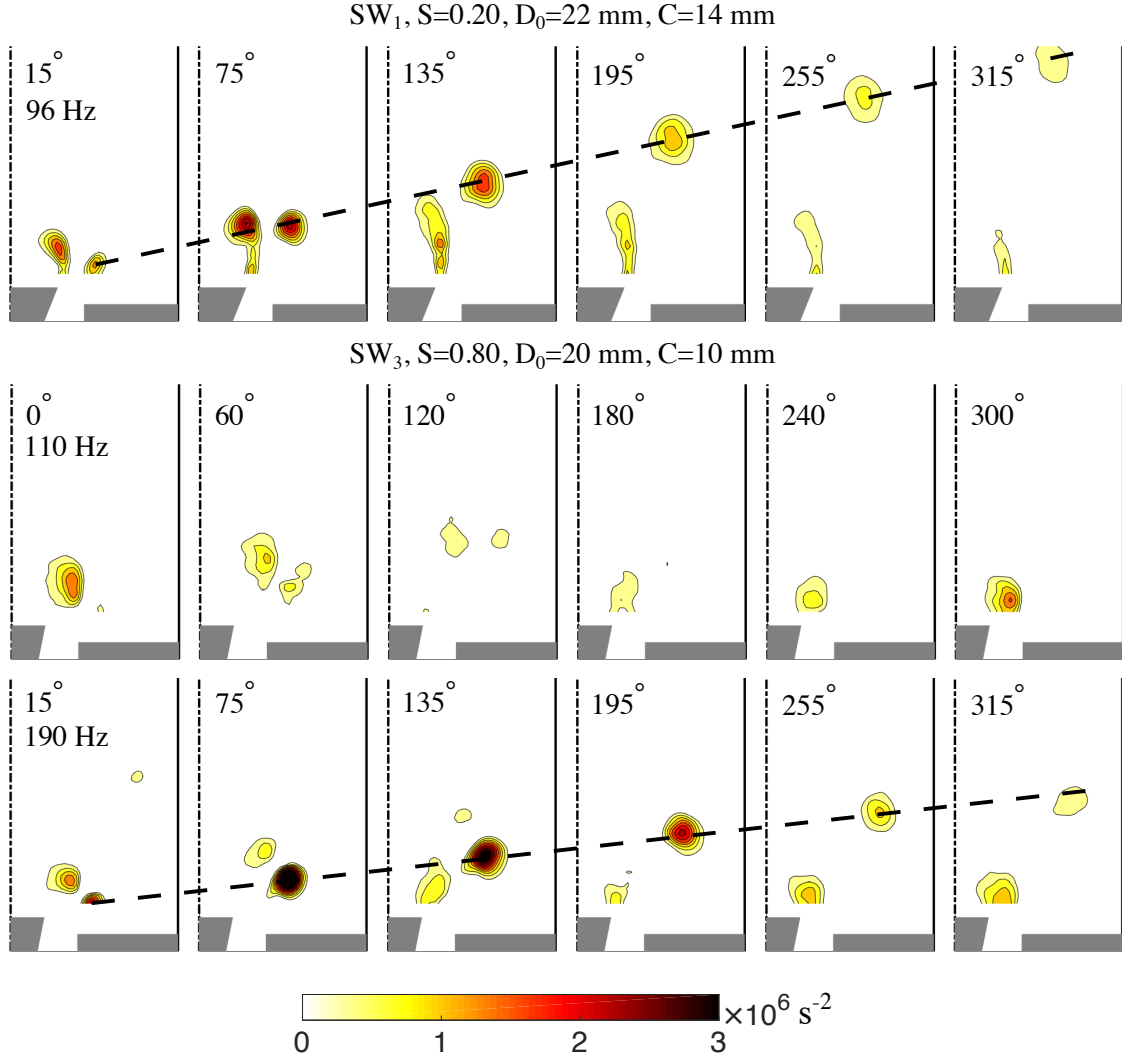 SW₁, S=0.20, D₀=22 mm, C=14 mm
15° 75° 135° 195° 255° 315°
96 Hz
SW₃, S=0.80, D₀=20 mm, C=10 mm
0° 60° 120° 180° 240° 300°
110 Hz
15° 75° 135° 195° 255° 315°
190 Hz
×10⁶ s⁻²
0 1 2 3